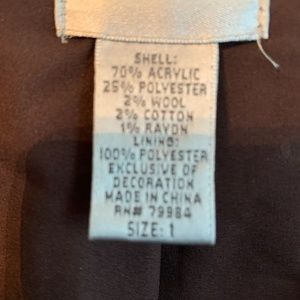 SHELL:
70% ACRYLIC
25% POLYESTER
2% WOOL
2% COTTON
1% RAYON
LINING:
100% POLYESTER
EXCLUSIVE OF
DECORATION
MADE IN CHINA
RN# 79984
SIZE: 1